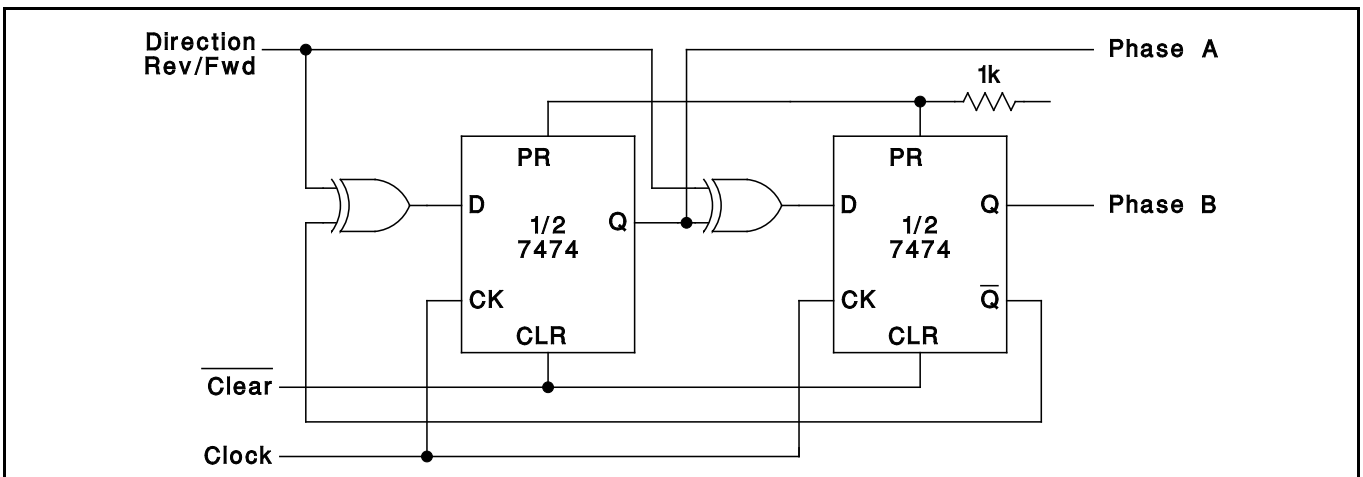 Direction
Rev/Fwd
Phase A
1k
PR
PR
D
Q
1/2
7474
D
Q
1/2
7474
Phase B
CK
CLR
CK
Q̅
CLR
C̅l̅e̅a̅r̅
Clock